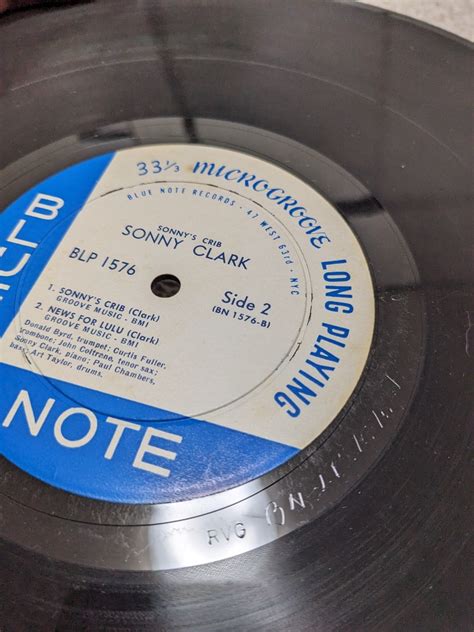 33⅓ MICROGROOVE LONG PLAYING
BLUE NOTE RECORDS • 47 WEST 63rd • NYC
SONNY'S CRIB
SONNY CLARK
BLP 1576
Side 2
(BN 1576-B)
1. SONNY'S CRIB (Clark)
GROOVE MUSIC - BMI
2. NEWS FOR LULU (Clark)
GROOVE MUSIC - BMI
Donald Byrd, trumpet; Curtis Fuller,
trombone; John Coltrene, tenor sax;
Sonny Clark, piano; Paul Chambers,
bass; Art Taylor, drums.
BLUE
NOTE
RVG